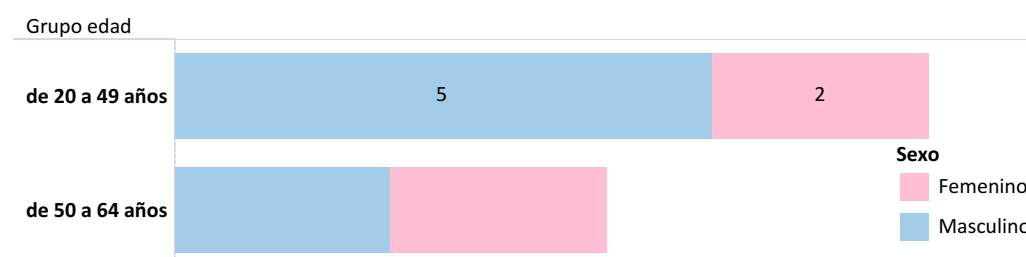 Grupo edad
de 20 a 49 años
5
2
Sexo
Femenino
Masculino
de 50 a 64 años